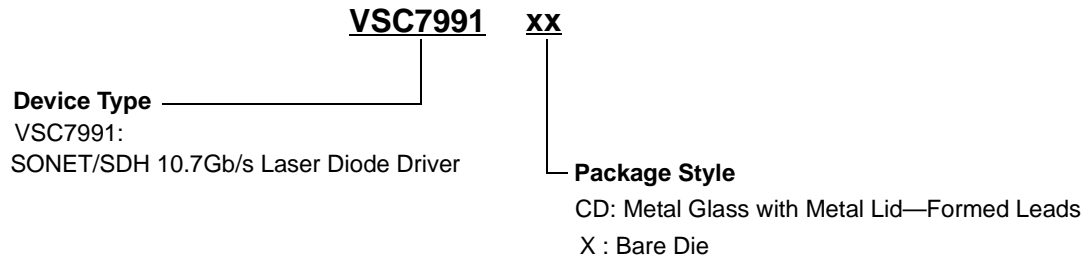 VSC7991 xx
Device Type
VSC7991:
SONET/SDH 10.7Gb/s Laser Diode Driver
Package Style
CD: Metal Glass with Metal Lid—Formed Leads
X : Bare Die